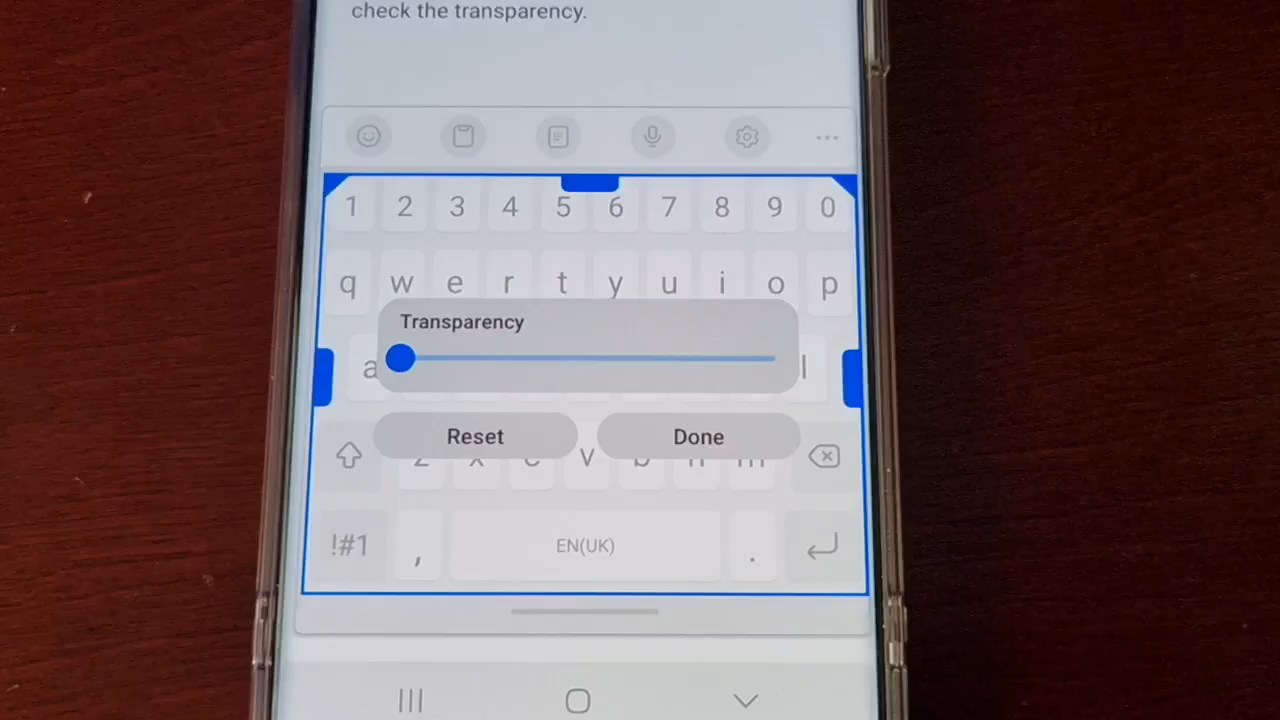 check the transparency.
1 2 3 4 5 6 7 8 9 0
q w e r t y u i o p
Transparency
a l
Reset Done
z x c v b n m
!#1 , EN(UK) .